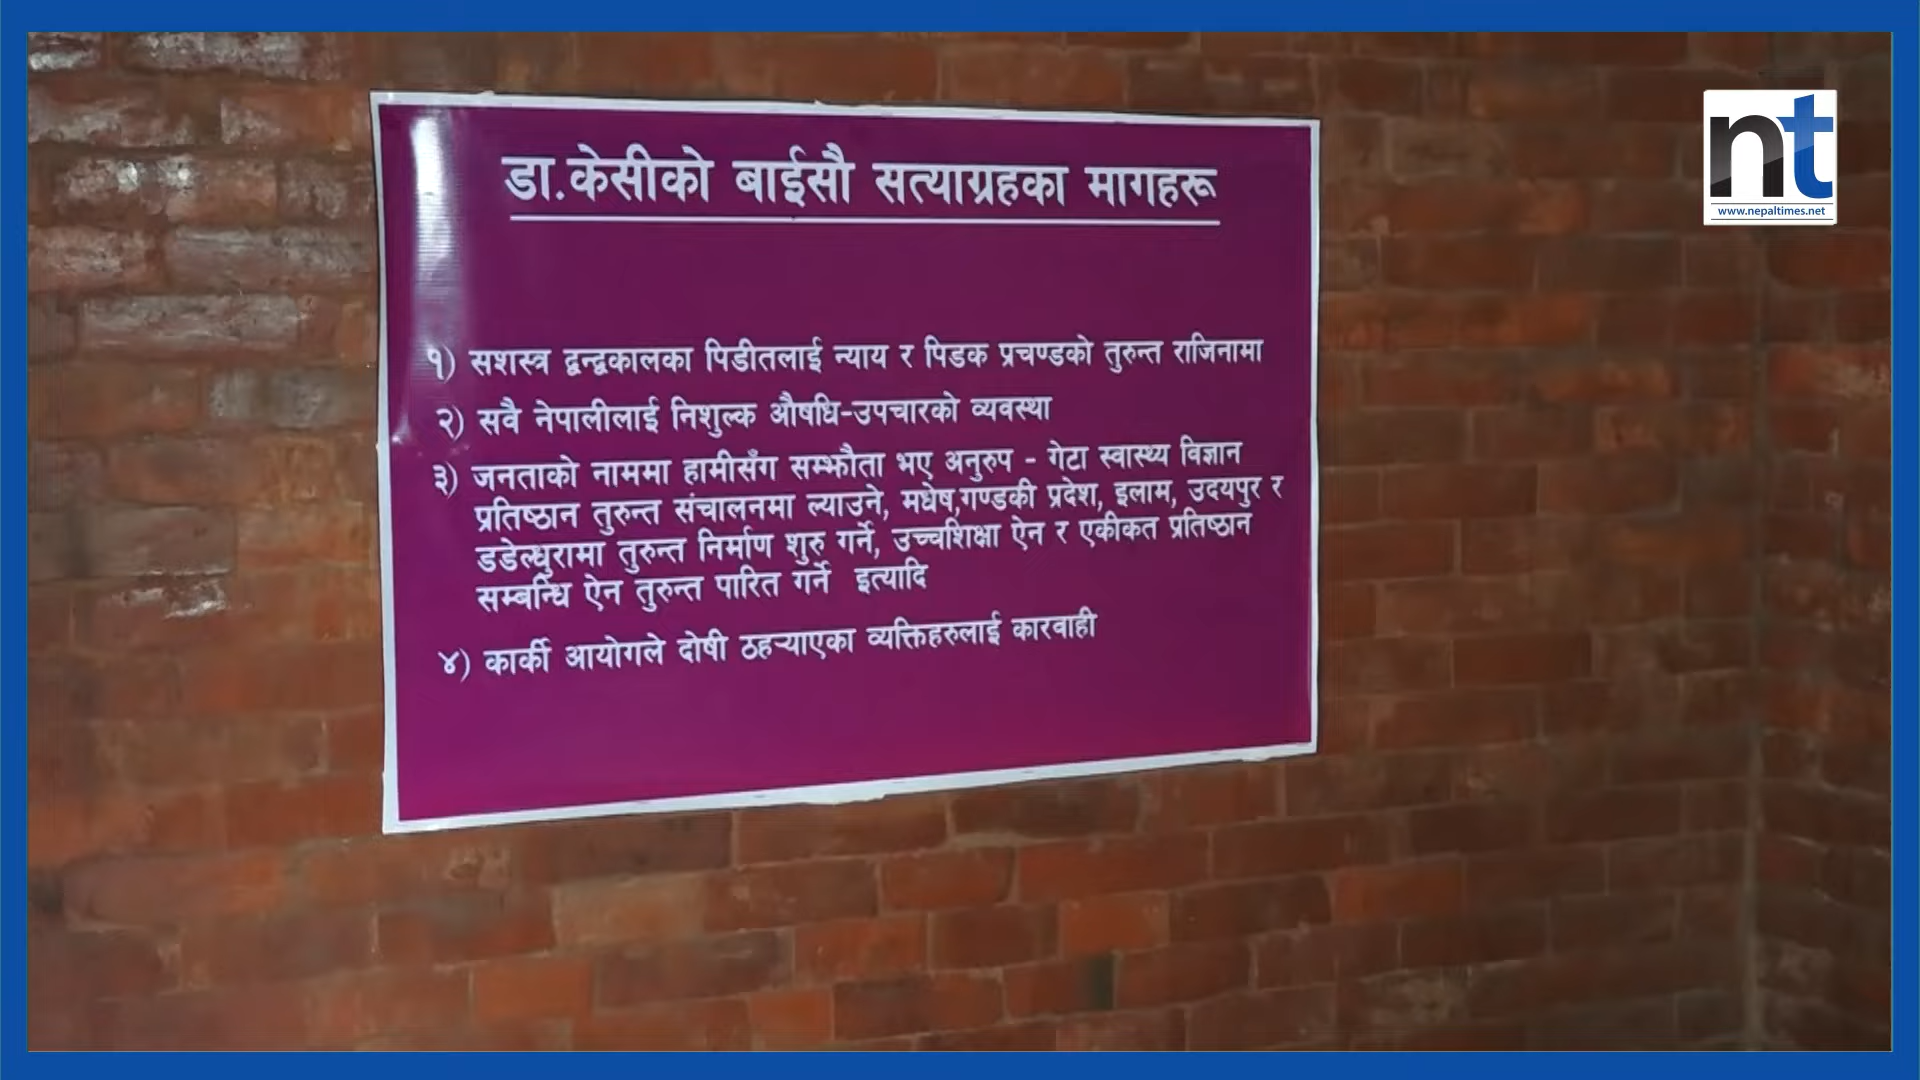 nt
www.nepaltimes.net
डा.केसीको बाईसौ सत्याग्रहका मागहरू
१) सशस्त्र द्वन्द्वकालका पिडीतलाई न्याय र पिडक प्रचण्डको तुरुन्त राजिनामा
२) सवै नेपालीलाई निशुल्क औषधि-उपचारको व्यवस्था
३) जनताको नाममा हामीसँग सम्झौता भए अनुरुप - गेटा स्वास्थ्य विज्ञान
प्रतिष्ठान तुरुन्त संचालनमा ल्याउने, मधेष,गण्डकी प्रदेश, इलाम, उदयपुर र
डडेल्धुरामा तुरुन्त निर्माण शुरु गर्ने, उच्चशिक्षा ऐन र एकीकत प्रतिष्ठान
सम्बन्धि ऐन तुरुन्त पारित गर्ने इत्यादि
४) कार्की आयोगले दोषी ठहऱ्याएका व्यक्तिहरुलाई कारवाही